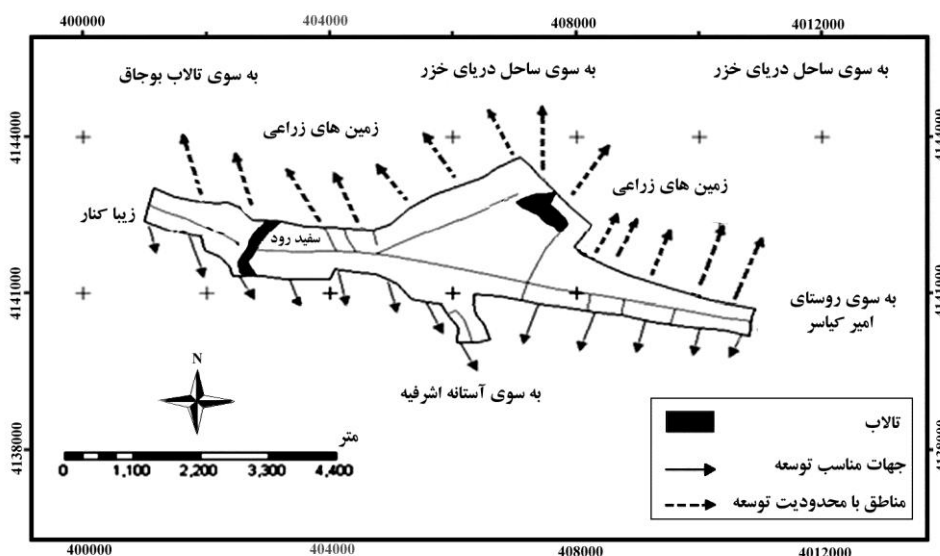 400000 404000 408000 4012000
به سوی تالاب بوجاق
به سوی ساحل دریای خزر
به سوی ساحل دریای خزر
4144000
4144000
زمین های زراعی
زمین های زراعی
زیبا کنار
سفید رود
4141000
4141000
به سوی روستای
امیر کیاسر
به سوی آستانه اشرفیه
N
متر
0 1,100 2,200 3,300 4,400
4138000
4138000
تالاب
جهات مناسب توسعه
مناطق با محدودیت توسعه
400000 404000 408000 4012000